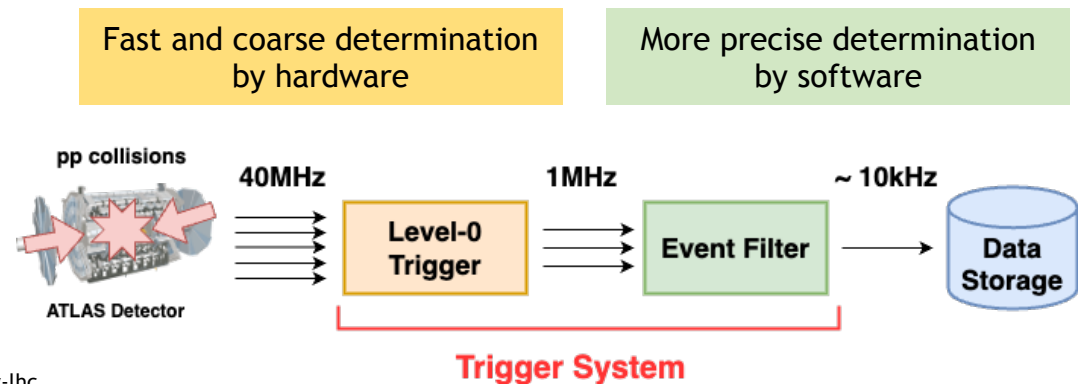 Fast and coarse determination
by hardware
More precise determination
by software
pp collisions
40MHz
1MHz
~ 10kHz
Level-0
Trigger
Event Filter
Data
Storage
ATLAS Detector
Trigger System
-lhc